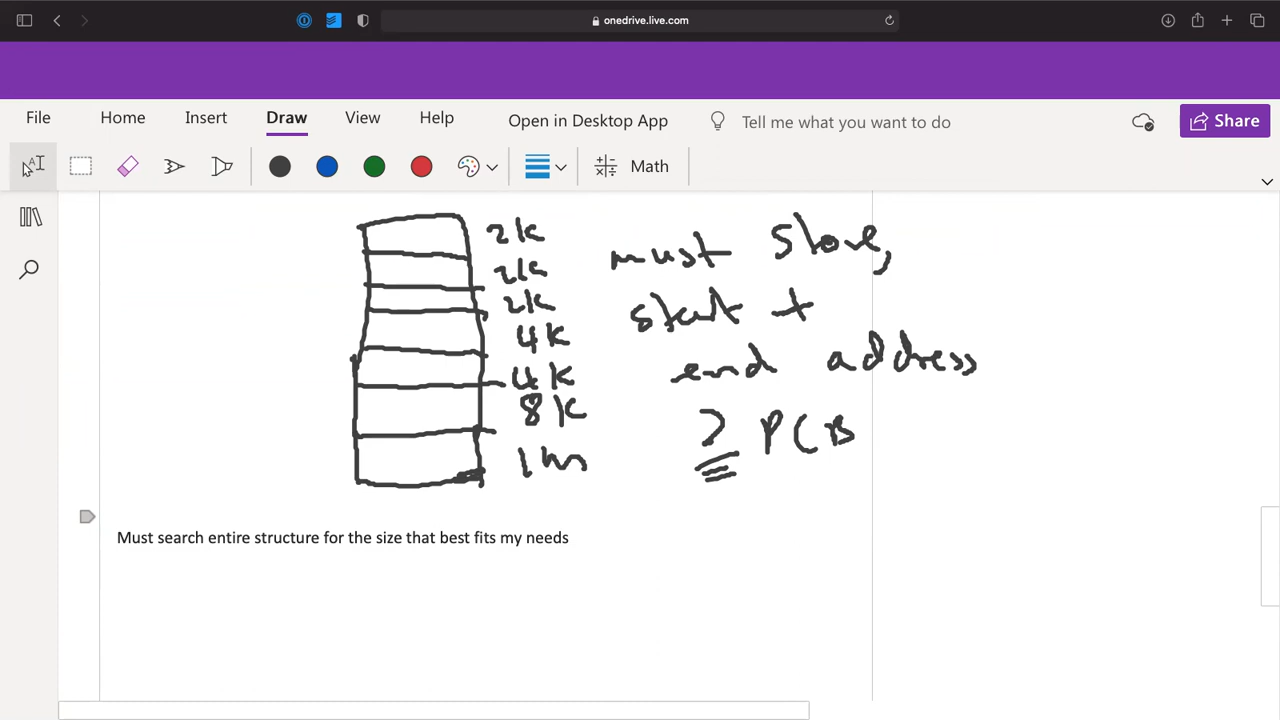 onedrive.live.com
File Home Insert Draw View Help Open in Desktop App Tell me what you want to do Share
Math
2k
2k
2k
4k
4k
8k
must store,
start +
end address
PCB
Must search entire structure for the size that best fits my needs